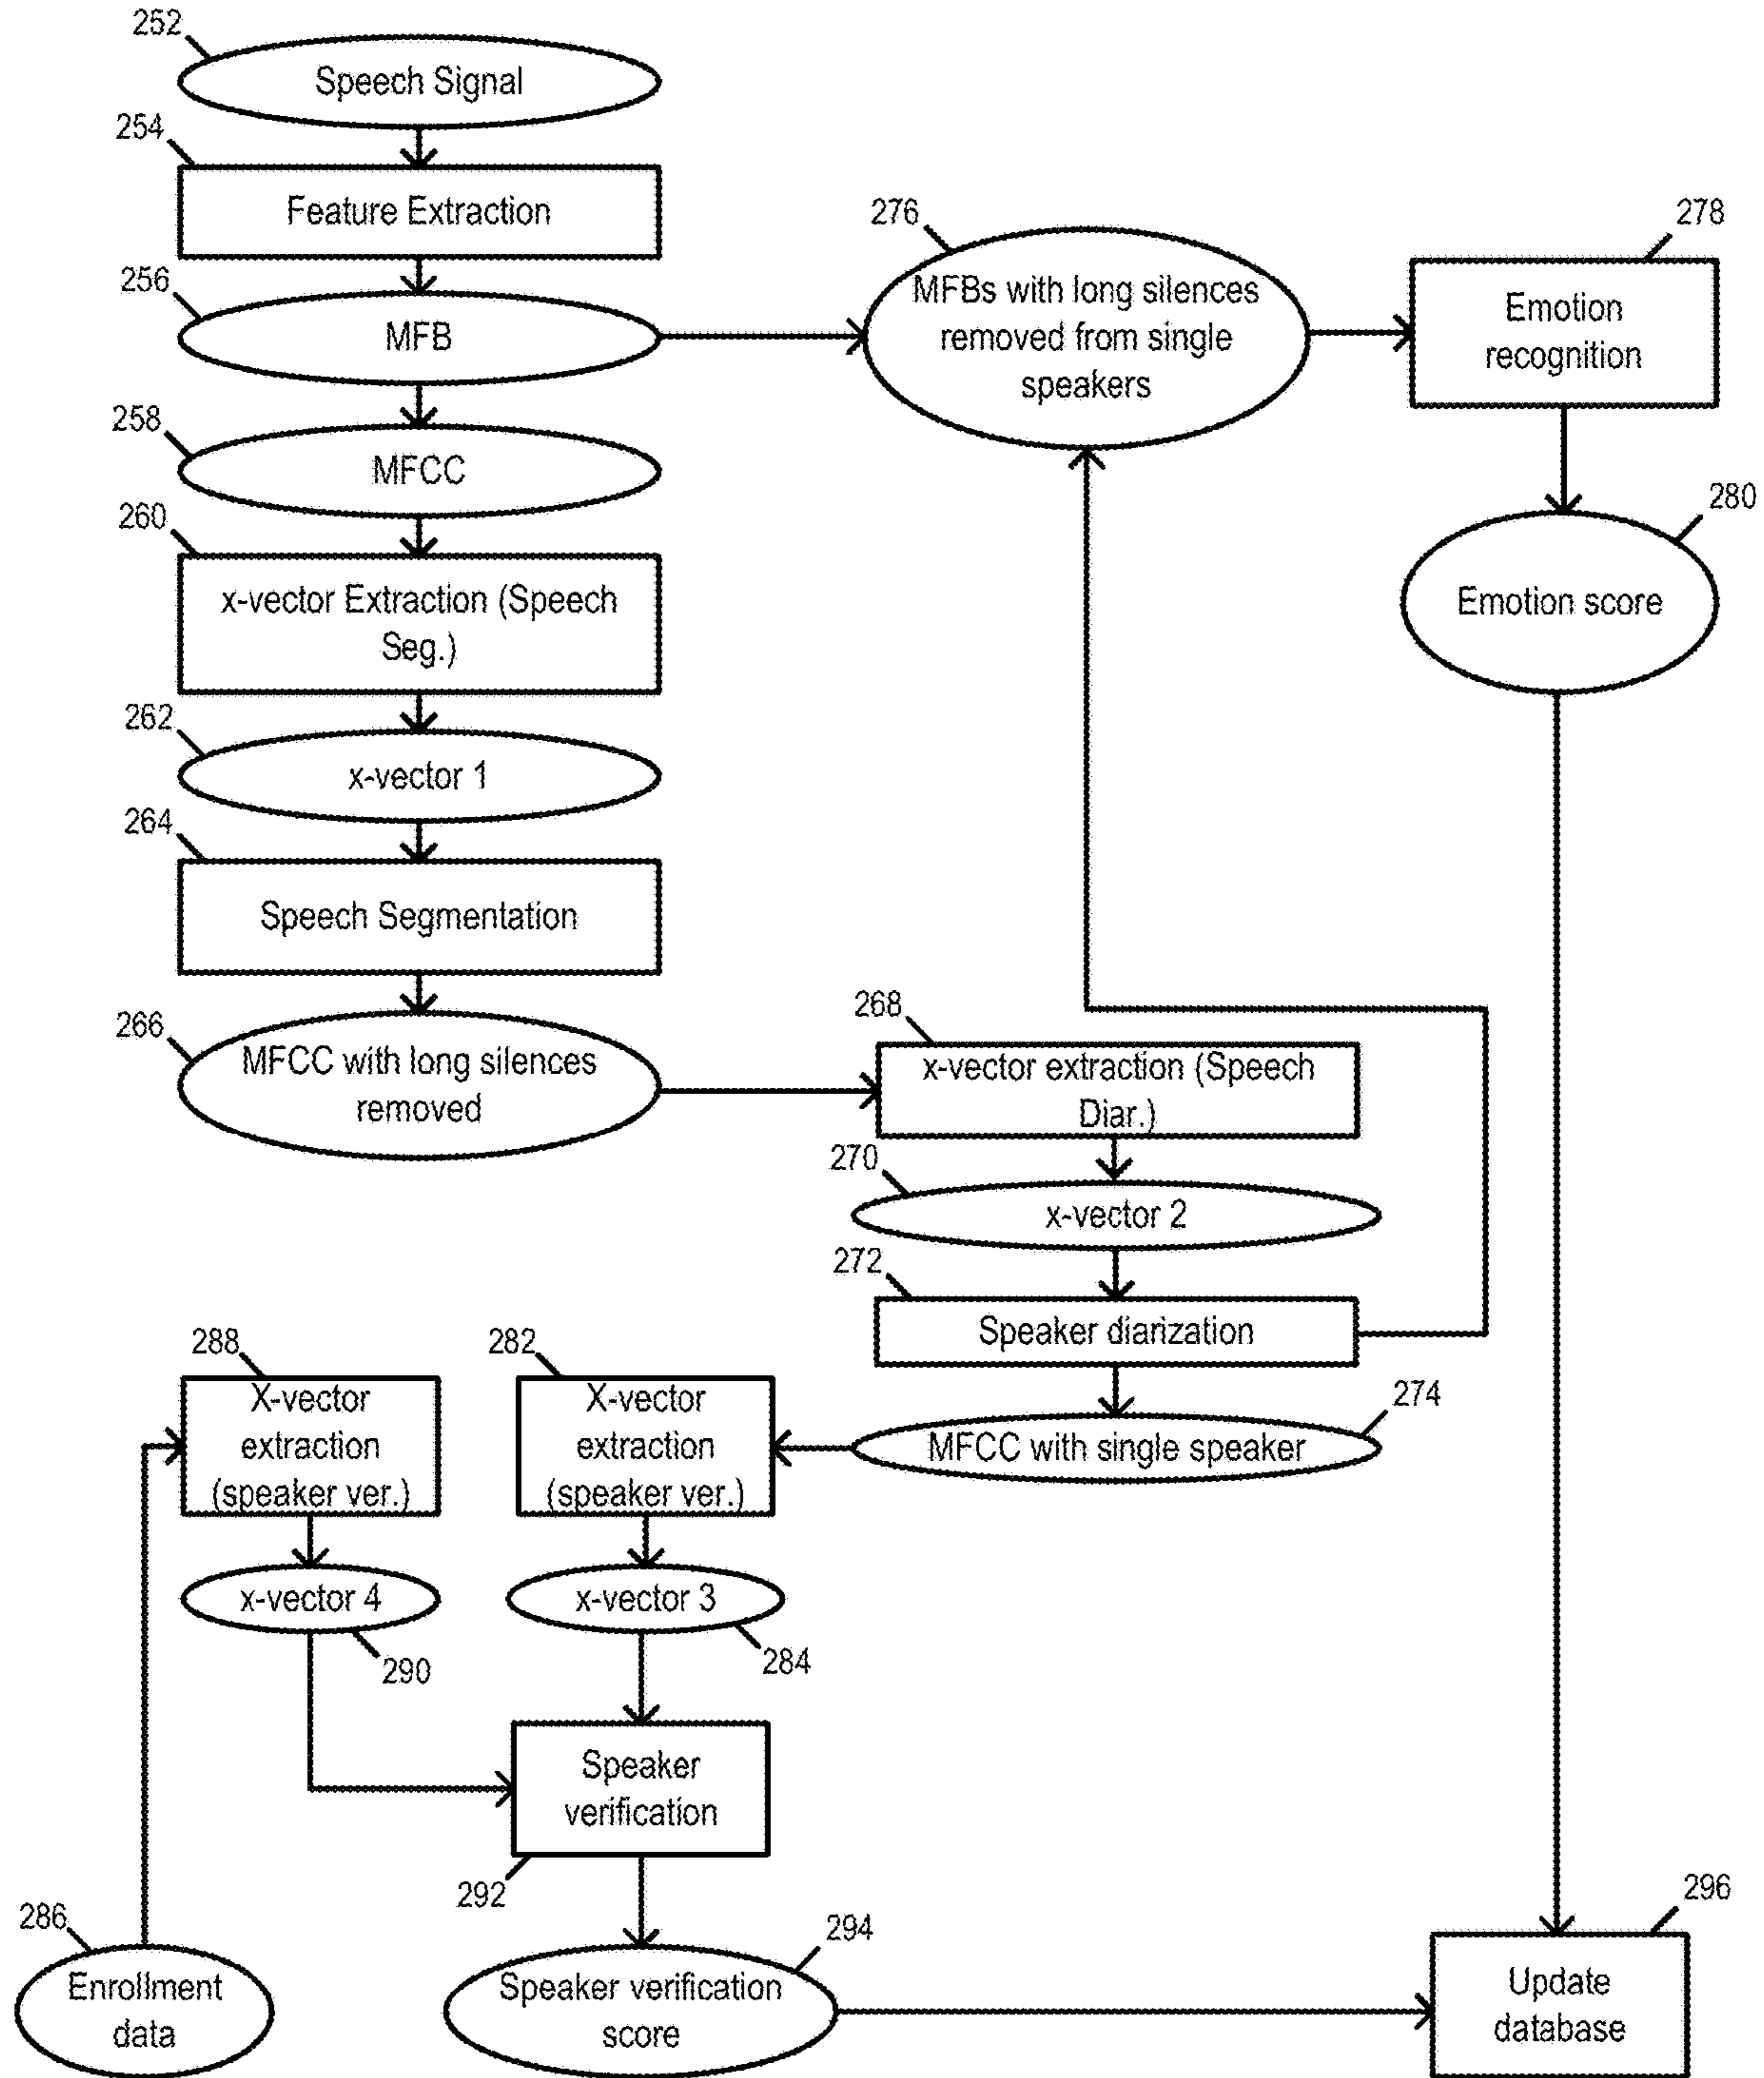 252
Speech Signal
254
Feature Extraction
256
MFB
276
MFBs with long silences
removed from single
speakers
278
Emotion
recognition
258
MFCC
280
Emotion score
260
x-vector Extraction (Speech
Seg.)
262
x-vector 1
264
Speech Segmentation
266
MFCC with long silences
removed
268
x-vector extraction (Speech
Diar.)
270
x-vector 2
272
Speaker diarization
274
MFCC with single speaker
288
X-vector
extraction
(speaker ver.)
282
X-vector
extraction
(speaker ver.)
x-vector 4
290
x-vector 3
284
Speaker
verification
292
286
Enrollment
data
294
Speaker verification
score
296
Update
database